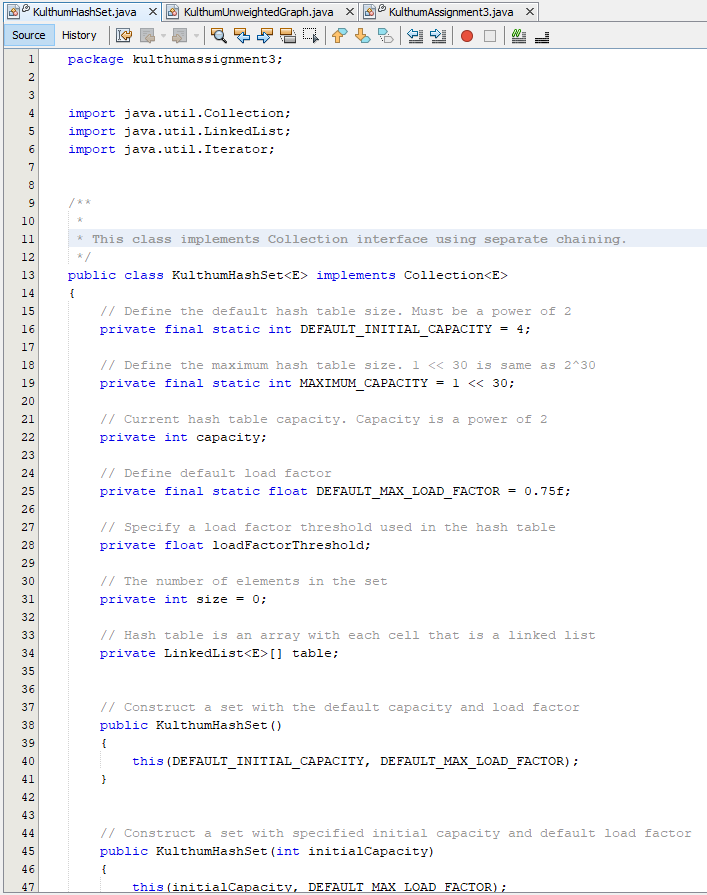 KulthumHashSet.java KulthumUnweightedGraph.java KulthumAssignment3.java
Source History
1 package kulthumassignment3;
2
3
4 import java.util.Collection;
5 import java.util.LinkedList;
6 import java.util.Iterator;
7
8
9 /**
10 *
11 * This class implements Collection interface using separate chaining.
12 */
13 public class KulthumHashSet<E> implements Collection<E>
14 {
15 // Define the default hash table size. Must be a power of 2
16 private final static int DEFAULT_INITIAL_CAPACITY = 4;
17
18 // Define the maximum hash table size. 1 << 30 is same as 2^30
19 private final static int MAXIMUM_CAPACITY = 1 << 30;
20
21 // Current hash table capacity. Capacity is a power of 2
22 private int capacity;
23
24 // Define default load factor
25 private final static float DEFAULT_MAX_LOAD_FACTOR = 0.75f;
26
27 // Specify a load factor threshold used in the hash table
28 private float loadFactorThreshold;
29
30 // The number of elements in the set
31 private int size = 0;
32
33 // Hash table is an array with each cell that is a linked list
34 private LinkedList<E>[] table;
35
36
37 // Construct a set with the default capacity and load factor
38 public KulthumHashSet()
39 {
40 this(DEFAULT_INITIAL_CAPACITY, DEFAULT_MAX_LOAD_FACTOR);
41 }
42
43
44 // Construct a set with specified initial capacity and default load factor
45 public KulthumHashSet(int initialCapacity)
46 {
47 this(initialCapacity, DEFAULT_MAX_LOAD_FACTOR);